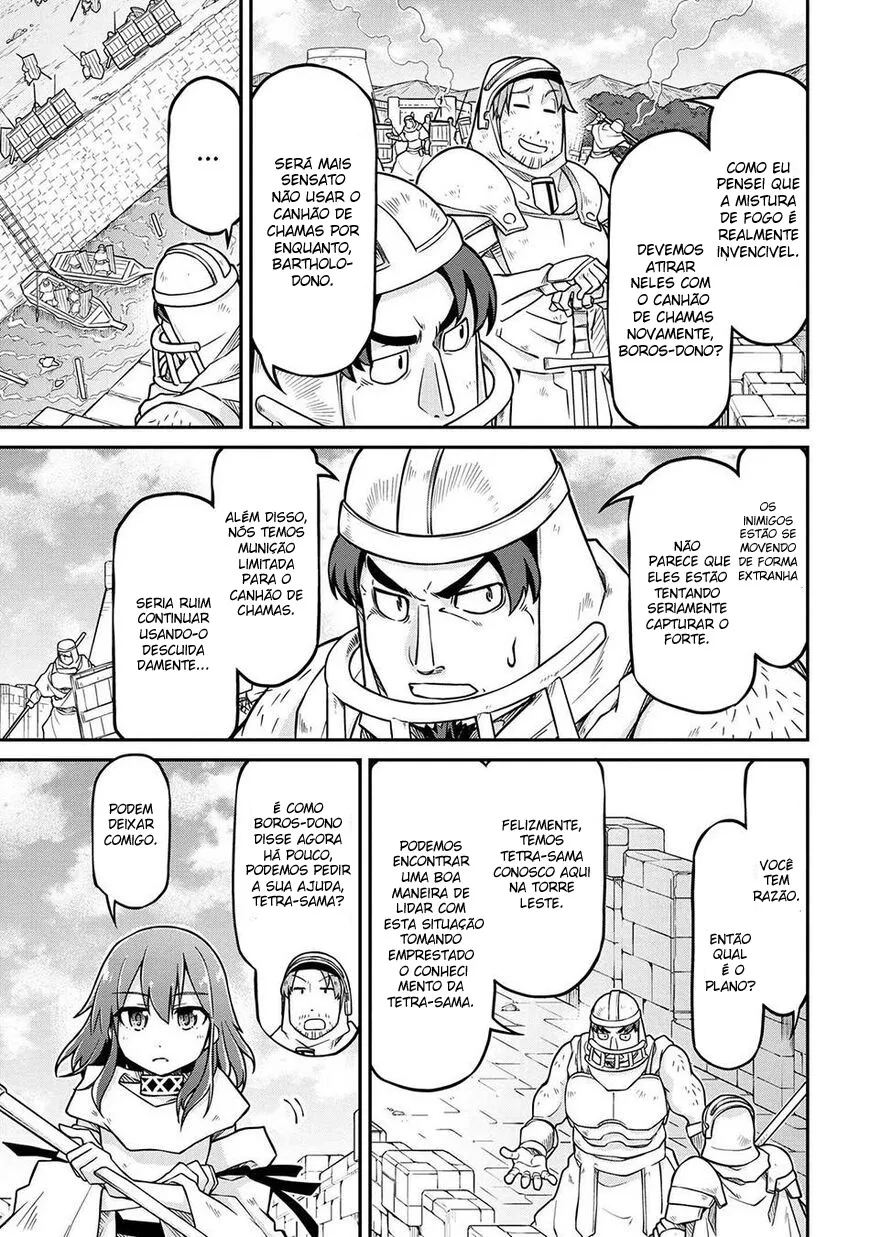 COMO EU
PENSEI QUE
A MISTURA
DE FOGO É
REALMENTE
INVENCIVEL.
DEVEMOS
ATIRAR
NELES COM
O CANHÃO
DE CHAMAS
NOVAMENTE,
BOROS-DONO?
SERÁ MAIS
SENSATO
NÃO USAR O
CANHÃO DE
CHAMAS POR
ENQUANTO,
BARTHOLO-
DONO.
...
OS
INIMIGOS
ESTÃO SE
MOVENDO
DE FORMA
EXTRANHA
NÃO
PARECE QUE
ELES ESTÃO
TENTANDO
SERIAMENTE
CAPTURAR O
FORTE.
ALÉM DISSO,
NÓS TEMOS
MUNIÇÃO
LIMITADA
PARA O
CANHÃO DE
CHAMAS.
SERIA RUIM
CONTINUAR
USANDO-O
DESCUIDA
DAMENTE...
VOCÊ
TEM
RAZÃO.
ENTÃO
QUAL
É O
PLANO?
FELIZMENTE,
TEMOS
TETRA-SAMA
CONOSCO AQUI
NA TORRE
LESTE.
PODEMOS
ENCONTRAR
UMA BOA
MANEIRA DE
LIDAR COM
ESTA SITUAÇÃO
TOMANDO
EMPRESTADO
O CONHECI
MENTO DA
TETRA-SAMA
É COMO
BOROS-DONO
DISSE AGORA
HÁ POUCO,
PODEMOS PEDIR
A SUA AJUDA,
TETRA-SAMA?
PODEM
DEIXAR
COMIGO.